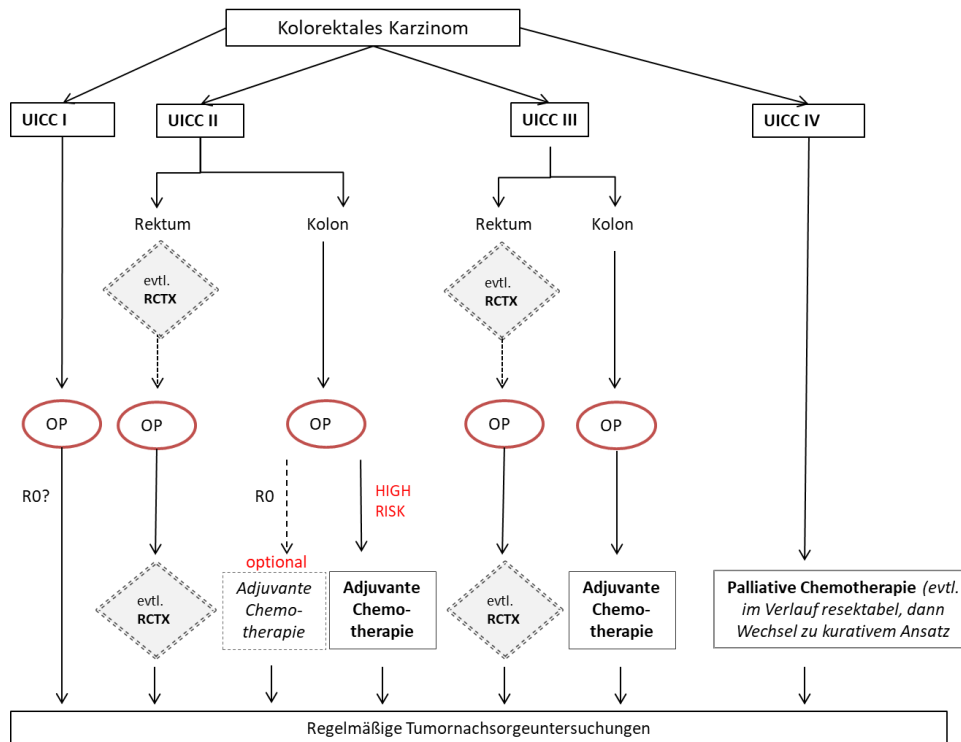 Kolorektales Karzinom
UICC I
UICC II
UICC III
UICC IV
Rektum
Kolon
Rektum
Kolon
evtl.
RCTX
evtl.
RCTX
OP
OP
OP
OP
OP
R0?
R0
HIGH
RISK
optional
Adjuvante
Chemo-
therapie
Adjuvante
Chemo-
therapie
evtl.
RCTX
evtl.
RCTX
Adjuvante
Chemo-
therapie
Palliative Chemotherapie (evtl.
im Verlauf resektabel, dann
Wechsel zu kurativem Ansatz
Regelmäßige Tumornachsorgeuntersuchungen